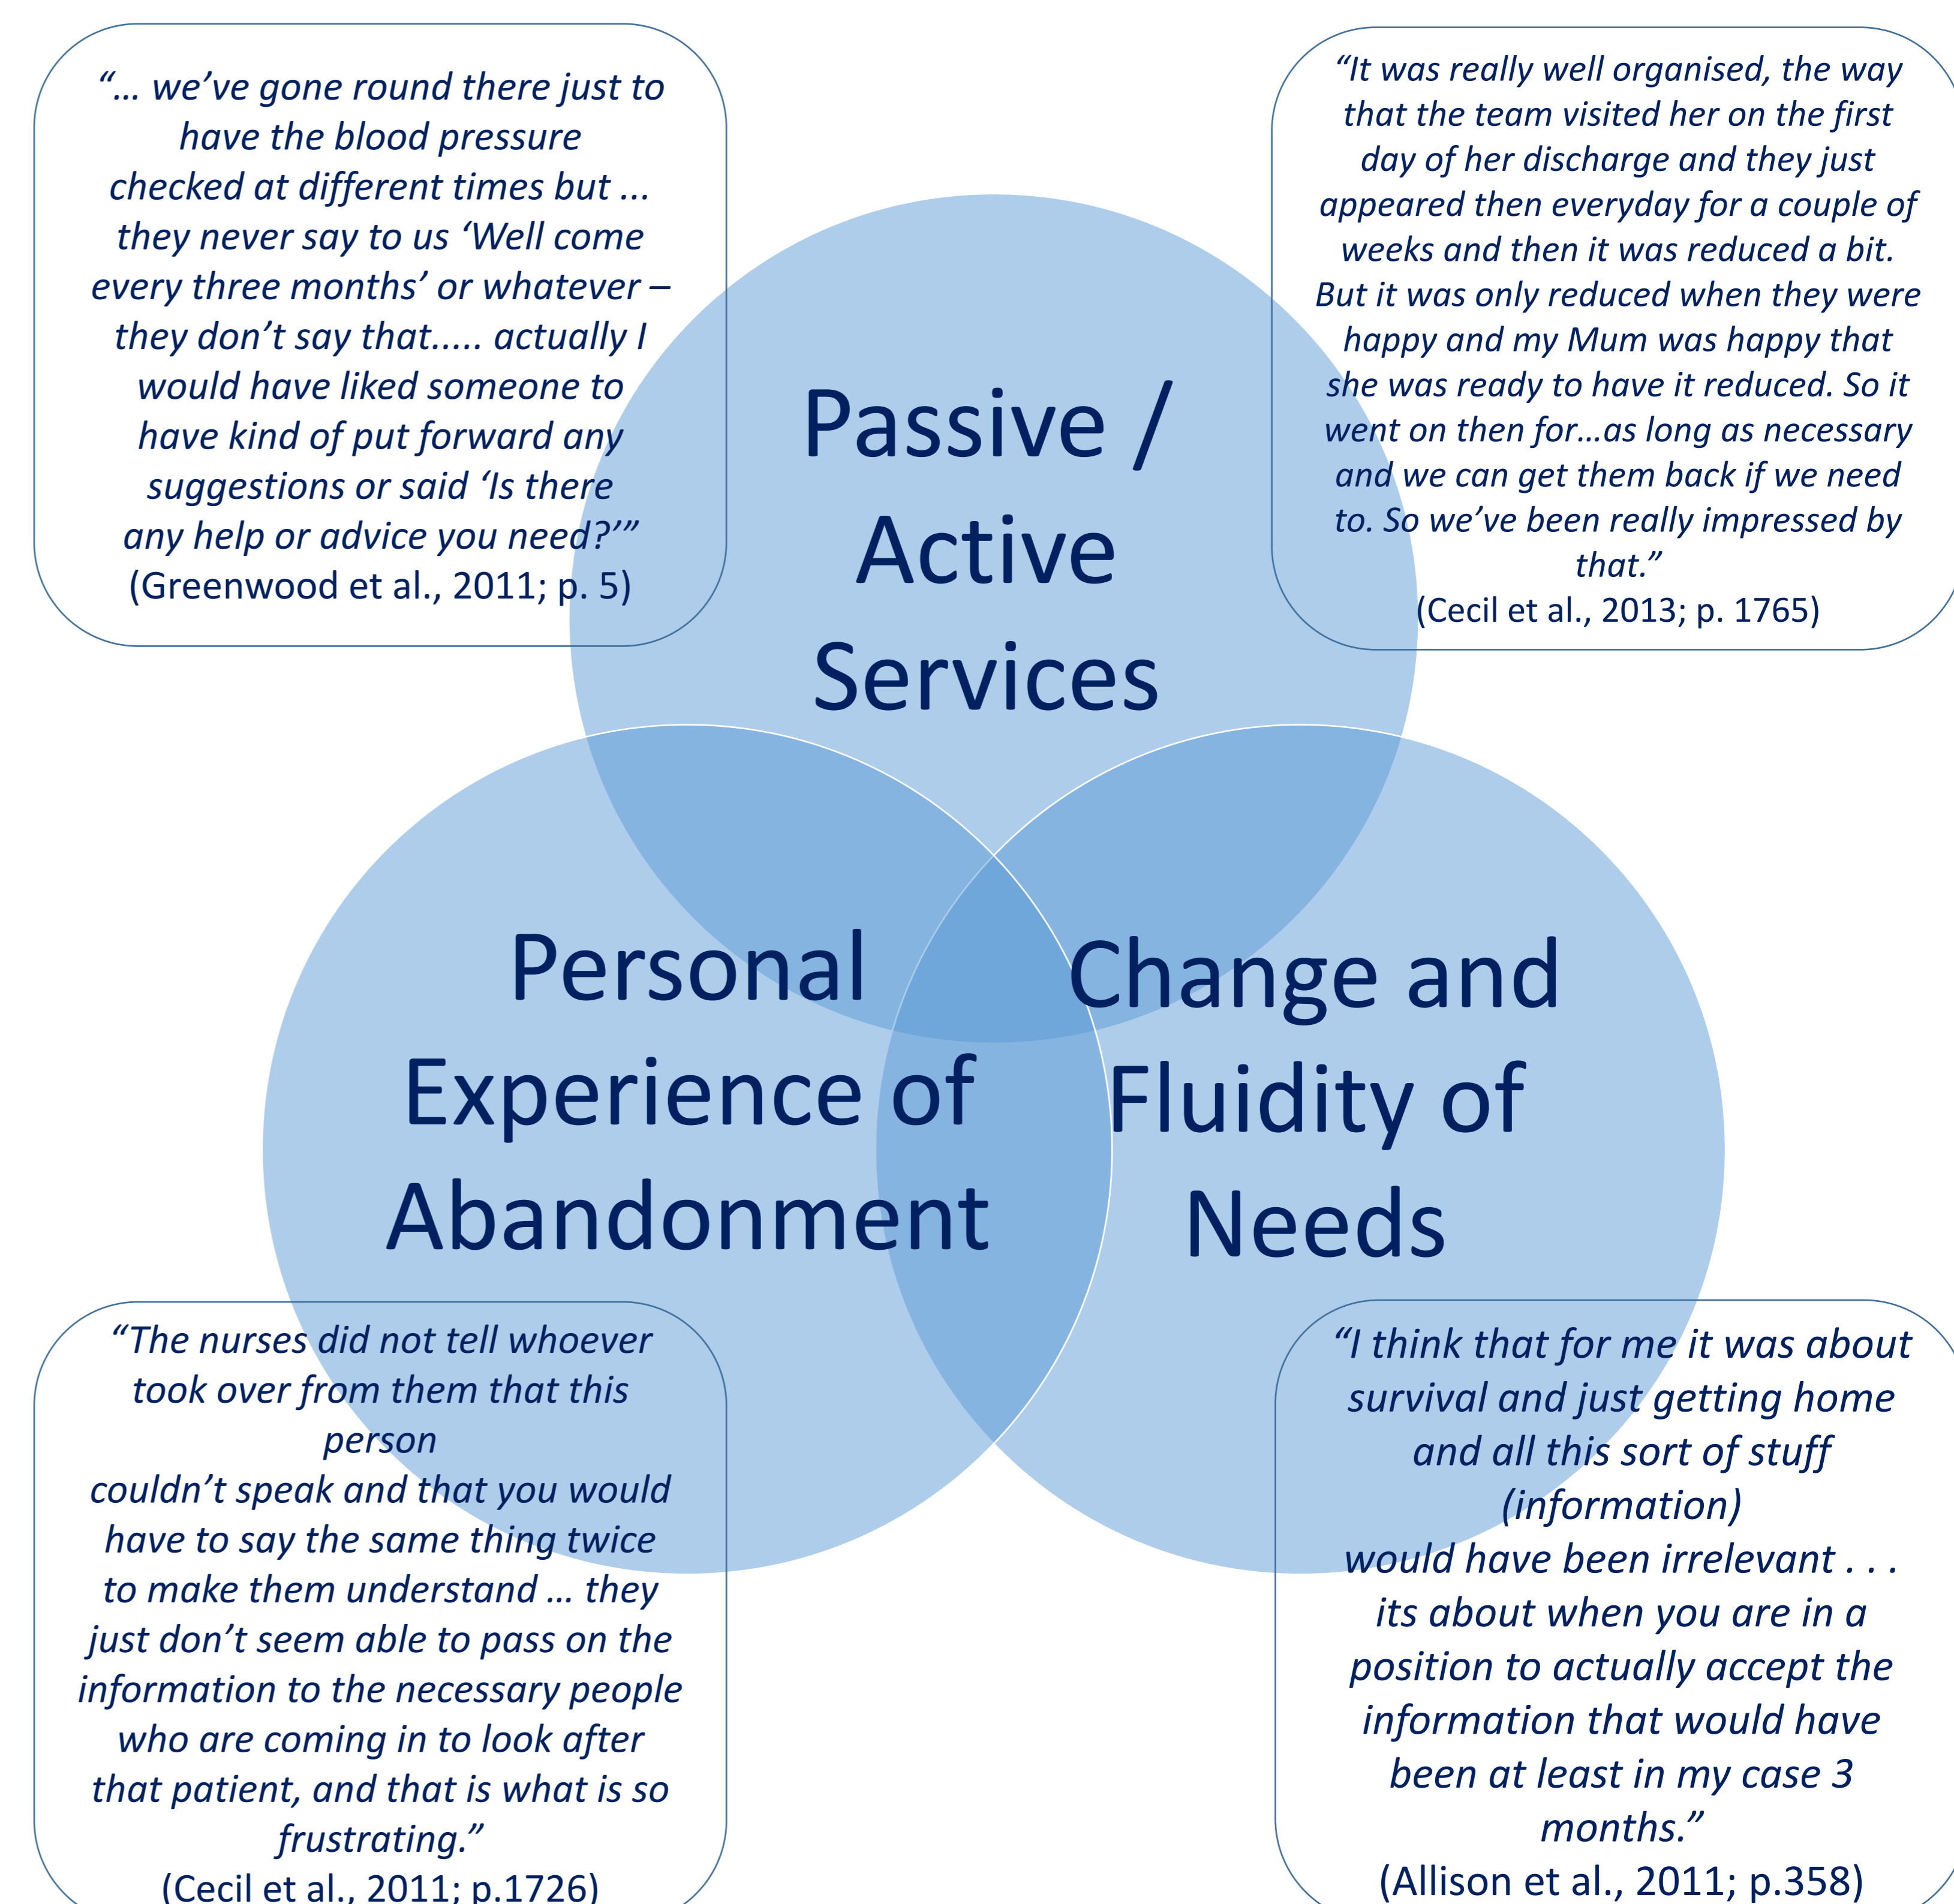 “... we’ve gone round there just to
have the blood pressure
checked at different times but ...
they never say to us ‘Well come
every three months’ or whatever –
they don’t say that..... actually I
would have liked someone to
have kind of put forward any
suggestions or said ‘Is there
any help or advice you need?’”
(Greenwood et al., 2011; p. 5)
“It was really well organised, the way
that the team visited her on the first
day of her discharge and they just
appeared then everyday for a couple of
weeks and then it was reduced a bit.
But it was only reduced when they were
happy and my Mum was happy that
she was ready to have it reduced. So it
went on then for...as long as necessary
and we can get them back if we need
to. So we’ve been really impressed by
that.”
(Cecil et al., 2013; p. 1765)
Passive /
Active
Services
Personal
Experience of
Abandonment
Change and
Fluidity of
Needs
“The nurses did not tell whoever
took over from them that this
person
couldn’t speak and that you would
have to say the same thing twice
to make them understand ... they
just don’t seem able to pass on the
information to the necessary people
who are coming in to look after
that patient, and that is what is so
frustrating.”
(Cecil et al., 2011; p.1726)
“I think that for me it was about
survival and just getting home
and all this sort of stuff
(information)
would have been irrelevant . . .
its about when you are in a
position to actually accept the
information that would have
been at least in my case 3
months.”
(Allison et al., 2011; p.358)